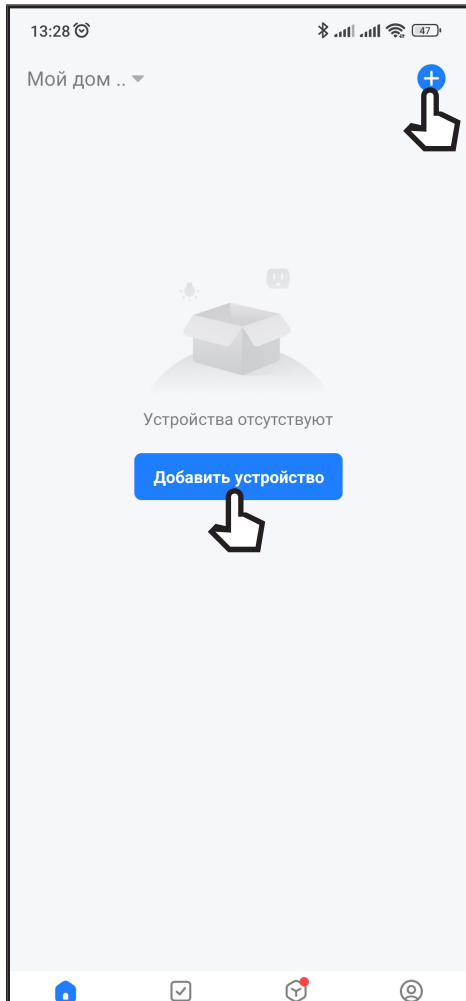 13:28
47
Мой дом ..
Устройства отсутствуют
Добавить устройство